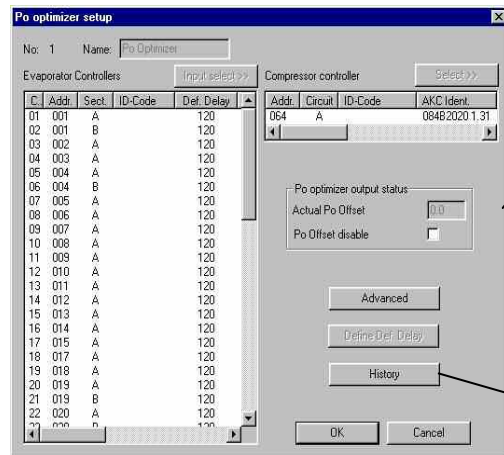 Po optimizer setup
No: 1 Name: Po Optimizer
Evaporator Controllers Input select >>
C. Addr. Sect. ID-Code Def. Delay
01 001 A 120
02 001 B 120
03 002 A 120
04 003 A 120
05 004 A 120
06 004 B 120
07 005 A 120
08 006 A 120
09 007 A 120
10 008 A 120
11 009 A 120
12 010 A 120
13 011 A 120
14 012 A 120
15 013 A 120
16 014 A 120
17 015 A 120
18 017 A 120
19 018 A 120
20 019 A 120
21 019 B 120
22 020 A 120
Compressor controller Select >>
Addr. Circuit ID-Code AKC Ident.
064 A 084B2020 1.31
Po optimizer output status
Actual Po Offset 0.0
Po Offset disable
Advanced
Define Def. Delay
History
OK Cancel